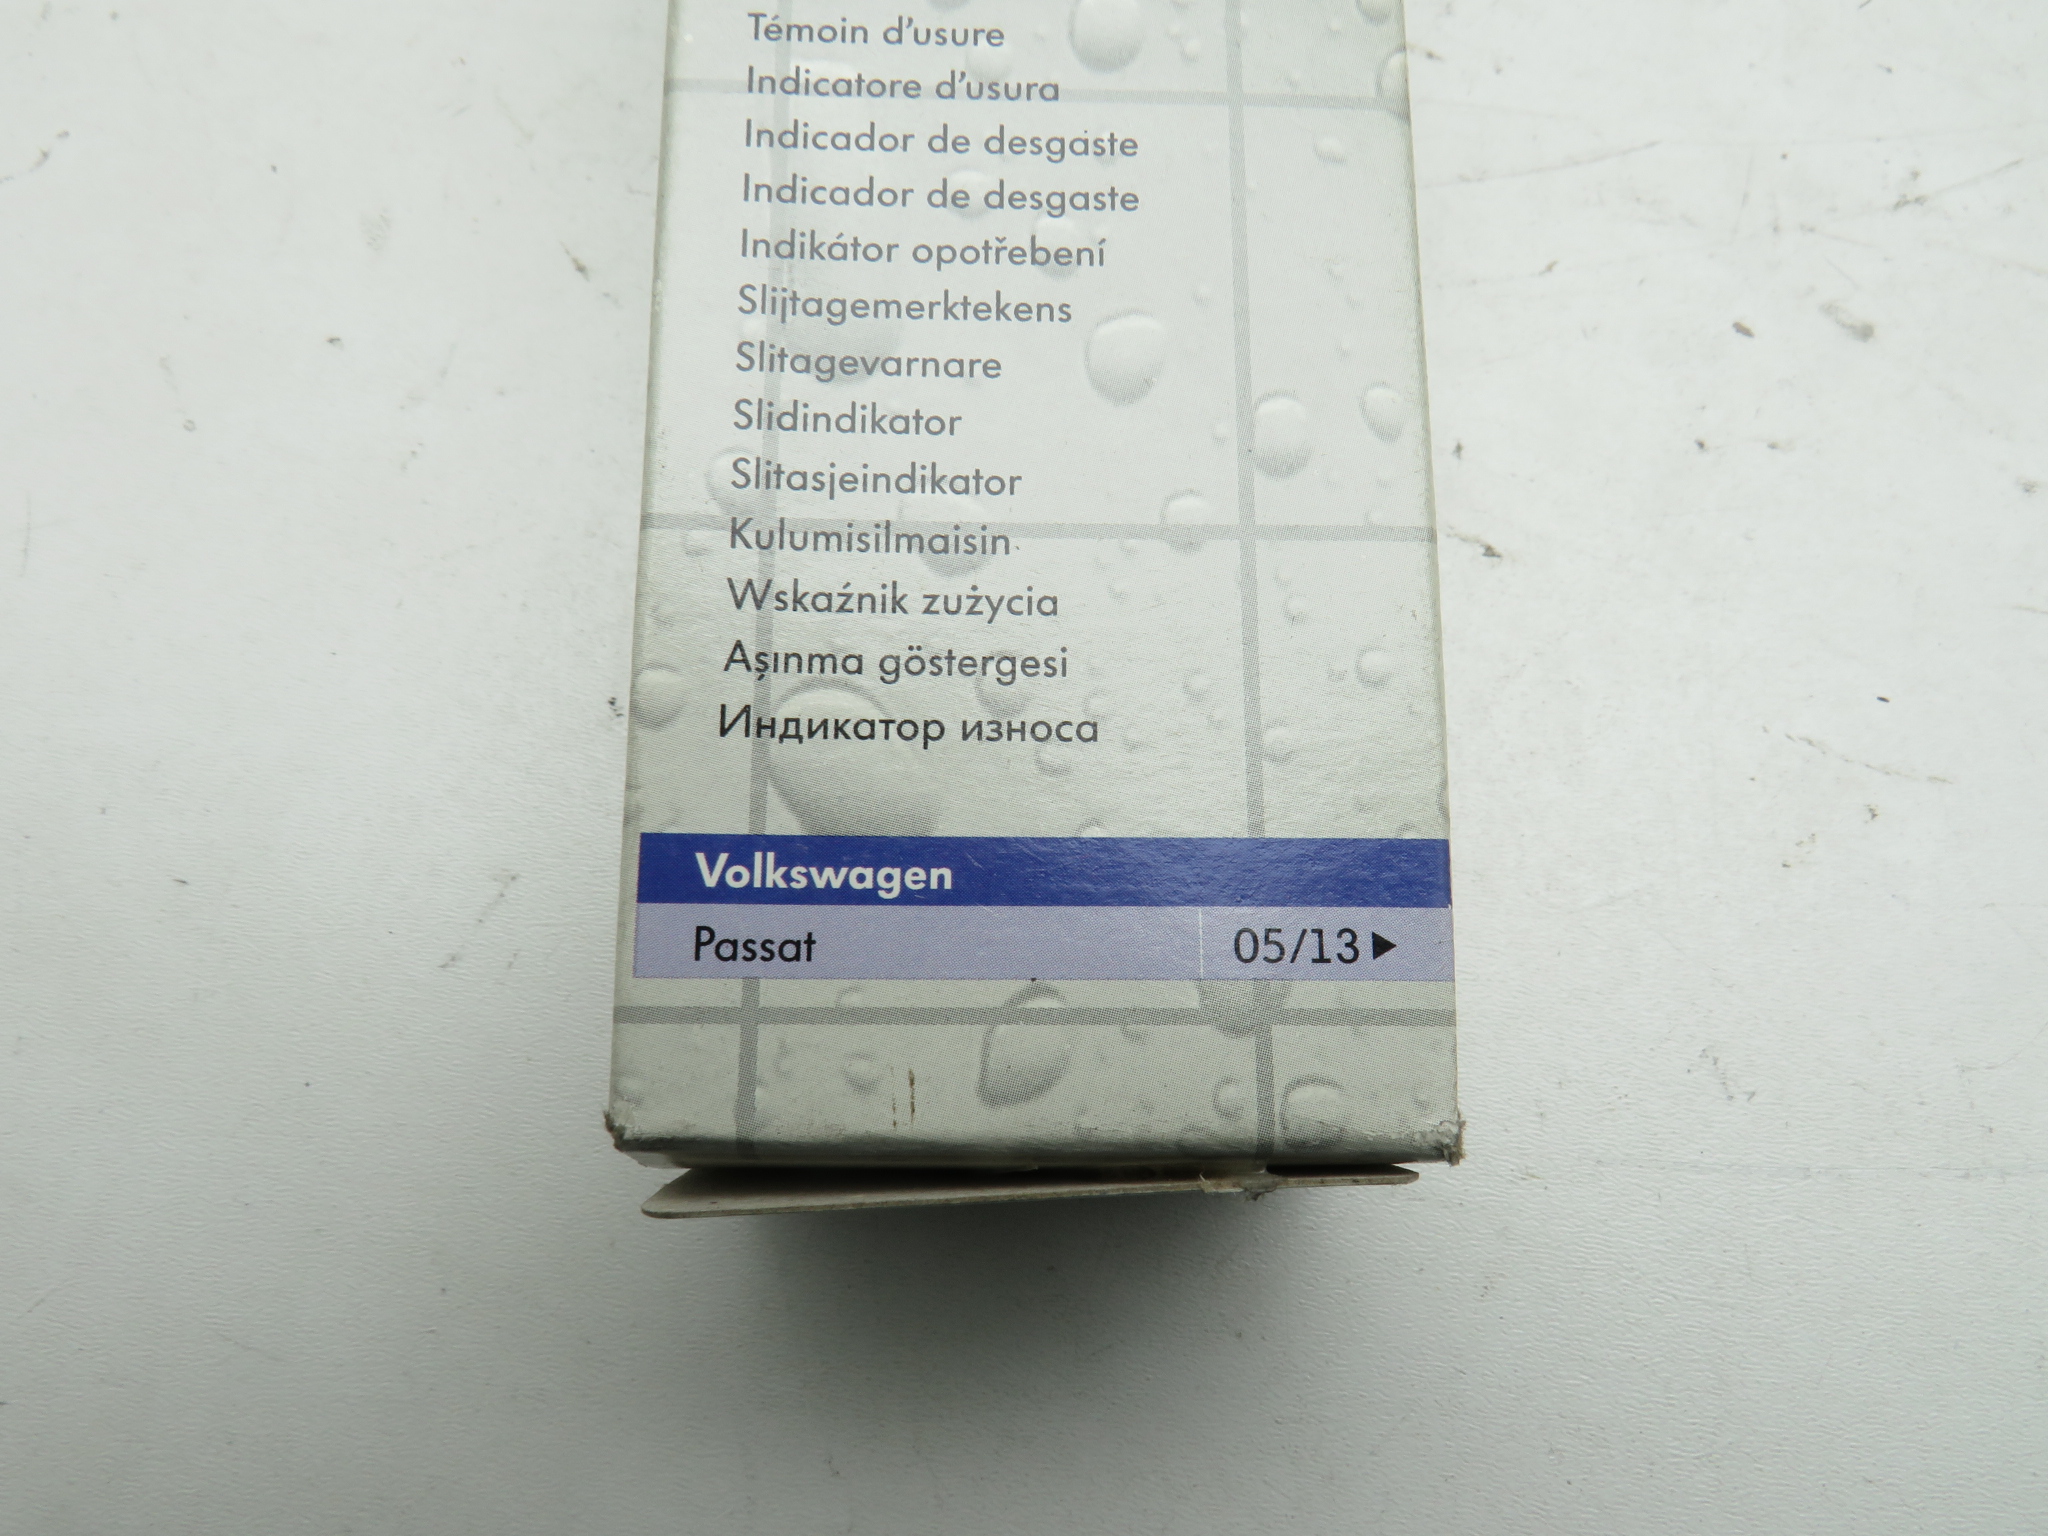 Témoin d'usure
Indicatore d'usura
Indicador de desgaste
Indicador de desgaste
Indikátor opotřebení
Slijtagemerktekens
Slitagevarnare
Slidindikator
Slitasjeindikator
Kulumisilmaisin
Wskaźnik zużycia
Aşınma göstergesi
Индикатор износа
Volkswagen
Passat 05/13 ▶